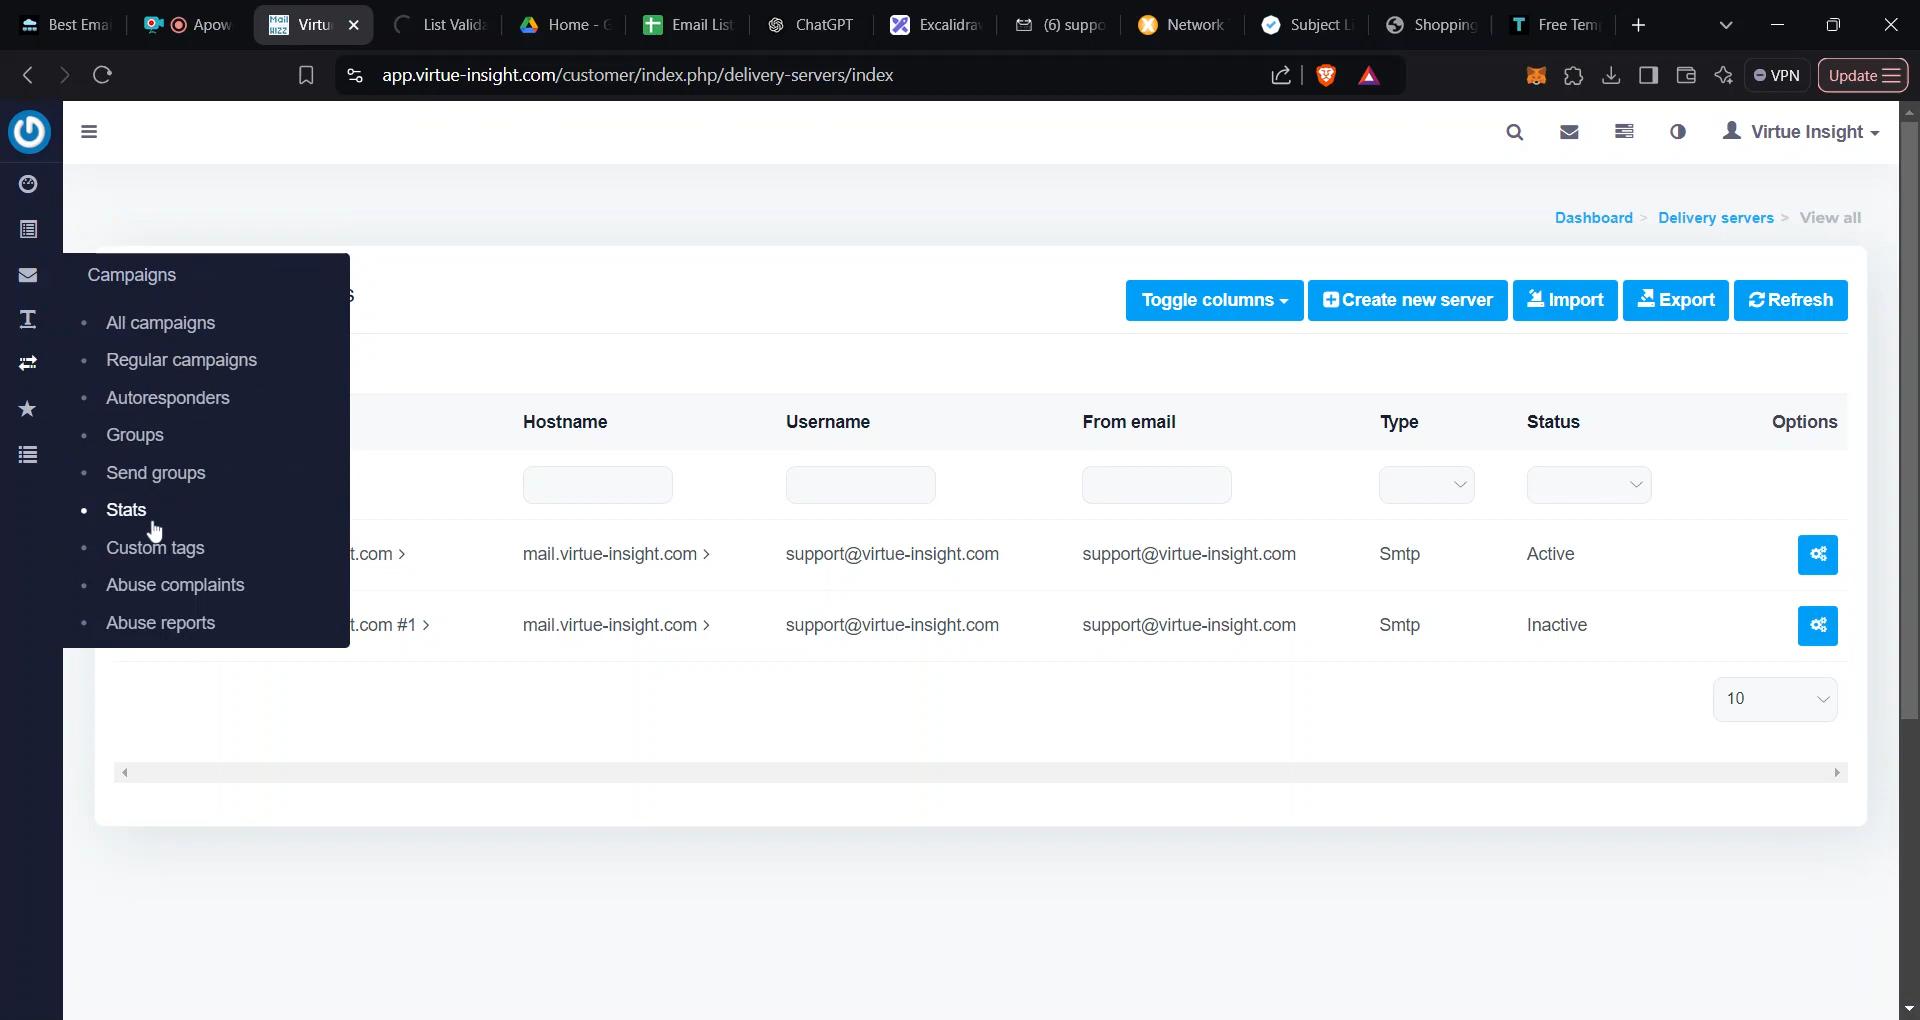 Best Ema
Apow
Virtu
List Valida
Home - G
Email List
ChatGPT
Excalidra
(6) suppo
Network
Subject Li
Shopping
Free Tem
app.virtue-insight.com/customer/index.php/delivery-servers/index
VPN
Update
Virtue Insight
Dashboard > Delivery servers > View all
Campaigns
All campaigns
Regular campaigns
Autoresponders
Groups
Send groups
Stats
Custom tags
Abuse complaints
Abuse reports
s
Toggle columns
Create new server
Import
Export
Refresh
Hostname Username From email Type Status Options
t.com > mail.virtue-insight.com > support@virtue-insight.com support@virtue-insight.com Smtp Active
t.com #1 > mail.virtue-insight.com > support@virtue-insight.com support@virtue-insight.com Smtp Inactive
10